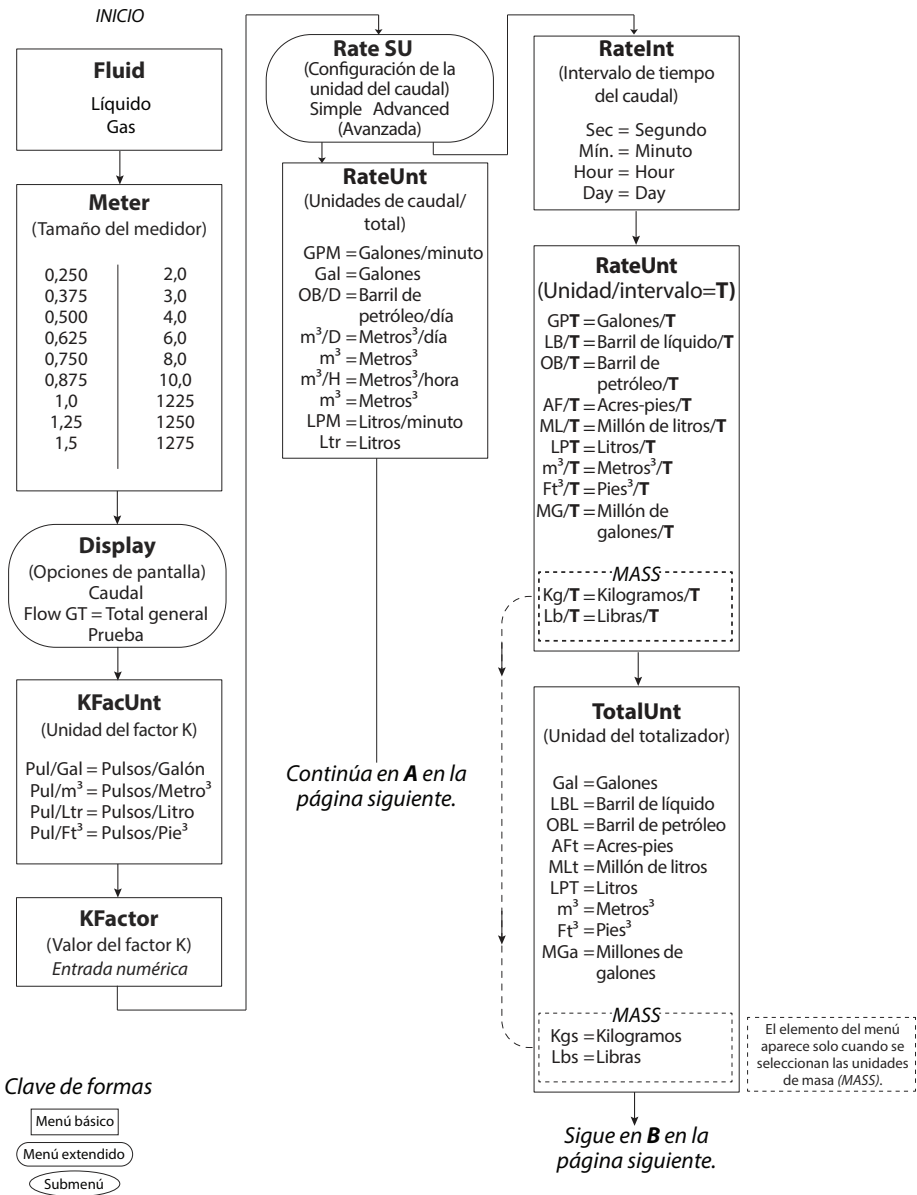 INICIO
Fluid
Líquido
Gas
Meter
(Tamaño del medidor)
0,250 2,0
0,375 3,0
0,500 4,0
0,625 6,0
0,750 8,0
0,875 10,0
1,0 1225
1,25 1250
1,5 1275
Display
(Opciones de pantalla)
Caudal
Flow GT = Total general
Prueba
KFacUnt
(Unidad del factor K)
Pul/Gal = Pulsos/Galón
Pul/m³ = Pulsos/Metro³
Pul/Ltr = Pulsos/Litro
Pul/Ft³ = Pulsos/Pie³
KFactor
(Valor del factor K)
Entrada numérica
Rate SU
(Configuración de la
unidad del caudal)
Simple Advanced
(Avanzada)
RateUnt
(Unidades de caudal/
total)
GPM = Galones/minuto
Gal = Galones
OB/D = Barril de
petróleo/día
m³/D = Metros³/día
m³ = Metros³
m³/H = Metros³/hora
m³ = Metros³
LPM = Litros/minuto
Ltr = Litros
Continúa en A en la
página siguiente.
RateInt
(Intervalo de tiempo
del caudal)
Sec = Segundo
Mín. = Minuto
Hour = Hour
Day = Day
RateUnt
(Unidad/intervalo=T)
GPT = Galones/T
LB/T = Barril de líquido/T
OB/T = Barril de
petróleo/T
AF/T = Acres-pies/T
ML/T = Millón de litros/T
LPT = Litros/T
m³/T = Metros³/T
Ft³/T = Pies³/T
MG/T = Millón de
galones/T
MASS
Kg/T = Kilogramos/T
Lb/T = Libras/T
TotalUnt
(Unidad del totalizador)
Gal = Galones
LBL = Barril de líquido
OBL = Barril de petróleo
AFt = Acres-pies
MLt = Millón de litros
LPT = Litros
m³ = Metros³
Ft³ = Pies³
MGa = Millones de
galones
MASS
Kgs = Kilogramos
Lbs = Libras
El elemento del menú
aparece solo cuando se
seleccionan las unidades
de masa (MASS).
Sigue en B en la
página siguiente.
Clave de formas
Menú básico
Menú extendido
Submenú